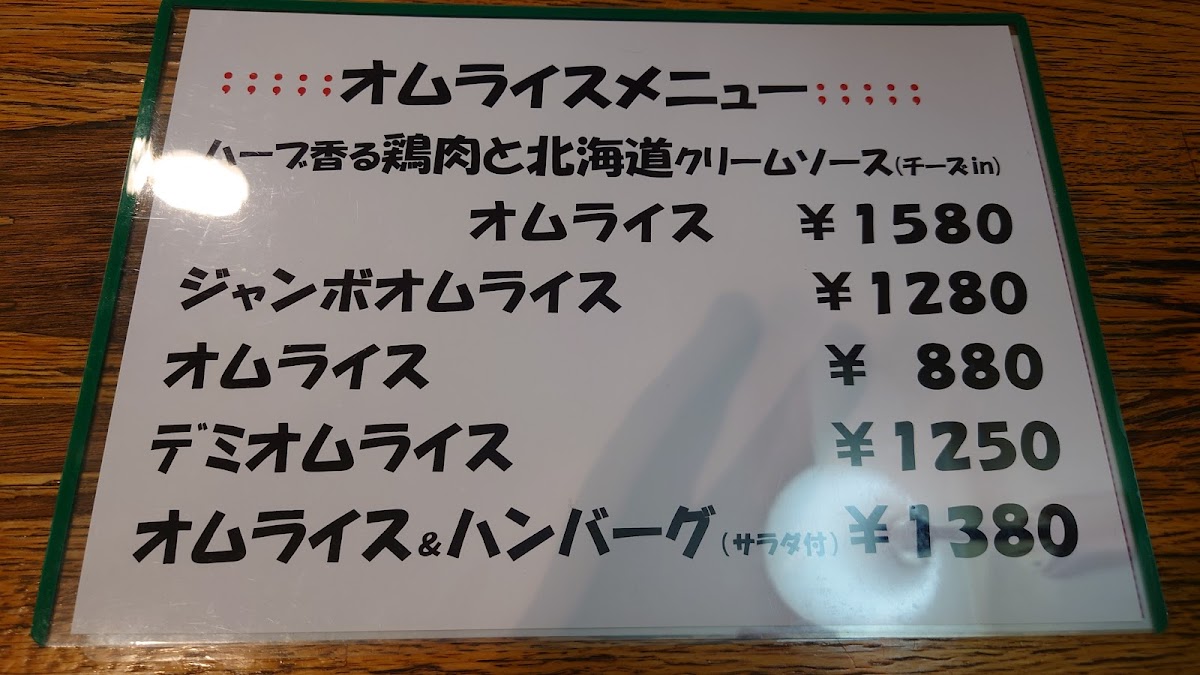 :::::オムライスメニュー:::::
ハーブ香る鶏肉と北海道クリームソース(チーズin)
オムライス ¥1580
ジャンボオムライス ¥1280
オムライス ¥ 880
デミオムライス ¥1250
オムライス&ハンバーグ(サラダ付) ¥1380